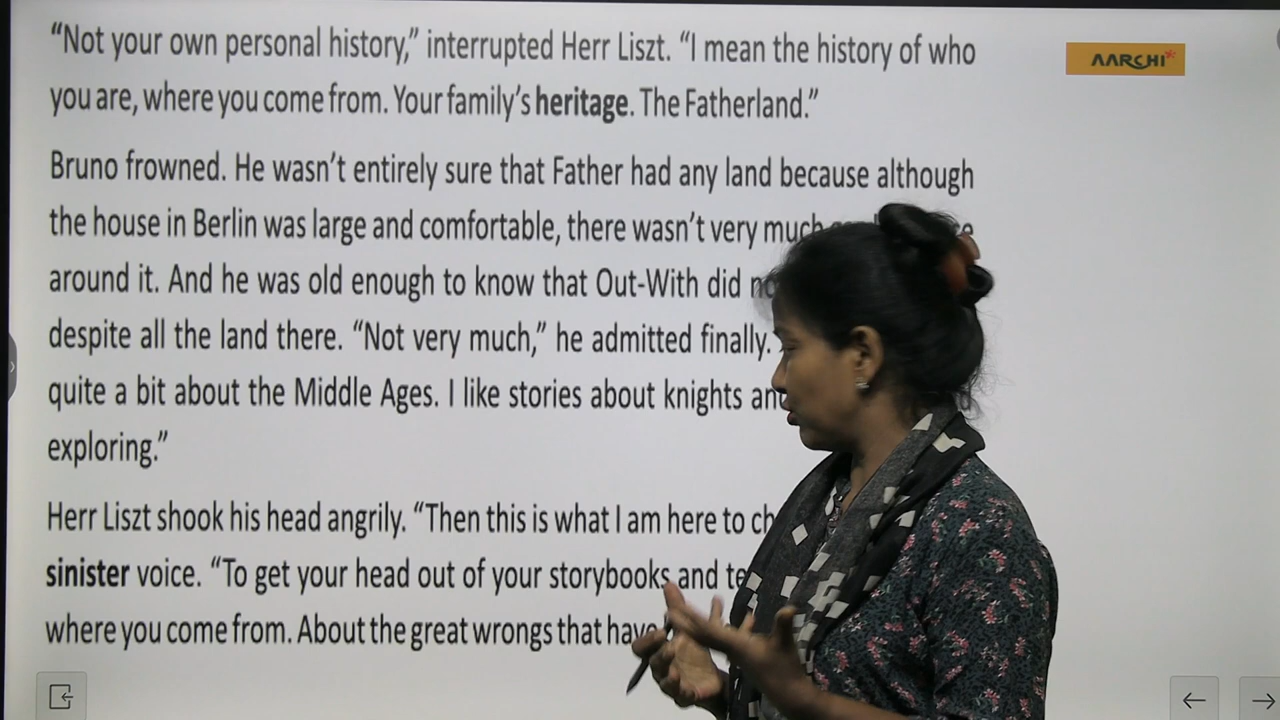 “Not your own personal history,” interrupted Herr Liszt. “I mean the history of who
AARCHI*
you are, where you come from. Your family’s heritage. The Fatherland.”
Bruno frowned. He wasn’t entirely sure that Father had any land because although
the house in Berlin was large and comfortable, there wasn’t very much
around it. And he was old enough to know that Out-With did
despite all the land there. “Not very much,” he admitted finally.
quite a bit about the Middle Ages. I like stories about knights
exploring.”
Herr Liszt shook his head angrily. “Then this is what I am here to
sinister voice. “To get your head out of your storybooks and
where you come from. About the great wrongs that have